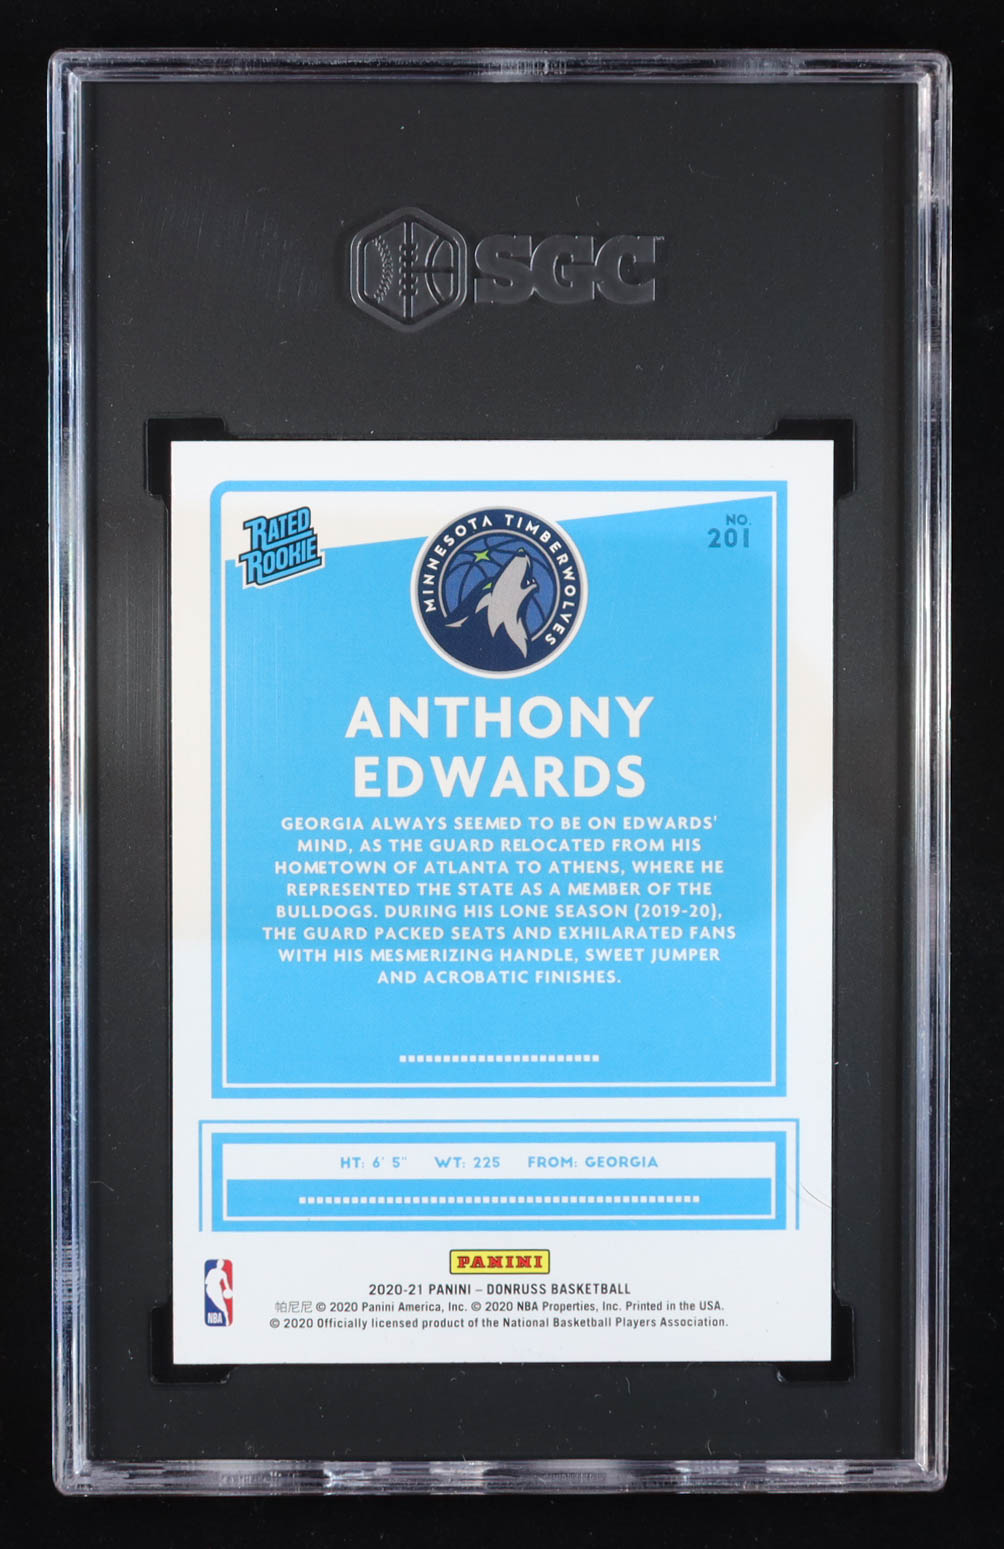 SGC
RATED
ROOKIE
MINNESOTA TIMBERWOLVES
NO.
201
ANTHONY
EDWARDS
GEORGIA ALWAYS SEEMED TO BE ON EDWARDS'
MIND, AS THE GUARD RELOCATED FROM HIS
HOMETOWN OF ATLANTA TO ATHENS, WHERE HE
REPRESENTED THE STATE AS A MEMBER OF THE
BULLDOGS. DURING HIS LONE SEASON (2019-20),
THE GUARD PACKED SEATS AND EXHILARATED FANS
WITH HIS MESMERIZING HANDLE, SWEET JUMPER
AND ACROBATIC FINISHES.
HT: 6' 5" WT: 225 FROM: GEORGIA
PANINI
2020-21 PANINI – DONRUSS BASKETBALL
帕尼尼 © 2020 Panini America, Inc. © 2020 NBA Properties, Inc. Printed in the USA.
© 2020 Officially licensed product of the National Basketball Players Association.
NBA